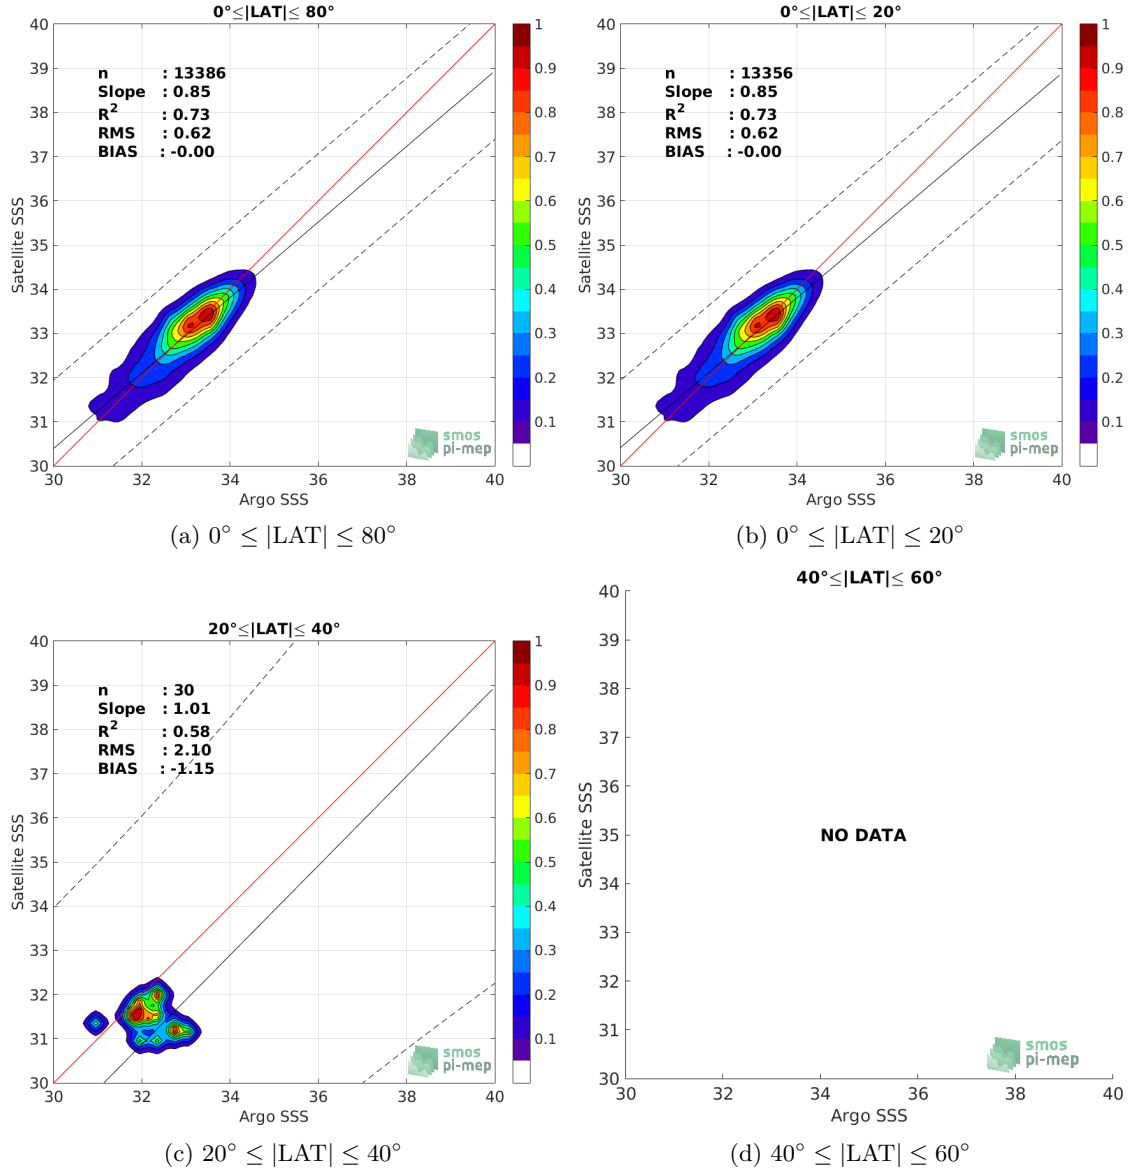 0°≤|LAT|≤ 80°
40
39
38
37
36
35
34
33
32
31
30
Satellite SSS
n : 13386
Slope : 0.85
R² : 0.73
RMS : 0.62
BIAS : -0.00
smos
pi-mep
30 32 34 36 38 40
Argo SSS
1
0.9
0.8
0.7
0.6
0.5
0.4
0.3
0.2
0.1
(a) 0° ≤ |LAT| ≤ 80°
0°≤|LAT|≤ 20°
40
39
38
37
36
35
34
33
32
31
30
Satellite SSS
n : 13356
Slope : 0.85
R² : 0.73
RMS : 0.62
BIAS : -0.00
smos
pi-mep
30 32 34 36 38 40
Argo SSS
1
0.9
0.8
0.7
0.6
0.5
0.4
0.3
0.2
0.1
(b) 0° ≤ |LAT| ≤ 20°
20°≤|LAT|≤ 40°
40
39
38
37
36
35
34
33
32
31
30
Satellite SSS
n : 30
Slope : 1.01
R² : 0.58
RMS : 2.10
BIAS : -1.15
smos
pi-mep
30 32 34 36 38 40
Argo SSS
1
0.9
0.8
0.7
0.6
0.5
0.4
0.3
0.2
0.1
(c) 20° ≤ |LAT| ≤ 40°
40°≤|LAT|≤ 60°
40
39
38
37
36
35
34
33
32
31
30
Satellite SSS
NO DATA
smos
pi-mep
30 32 34 36 38 40
Argo SSS
(d) 40° ≤ |LAT| ≤ 60°